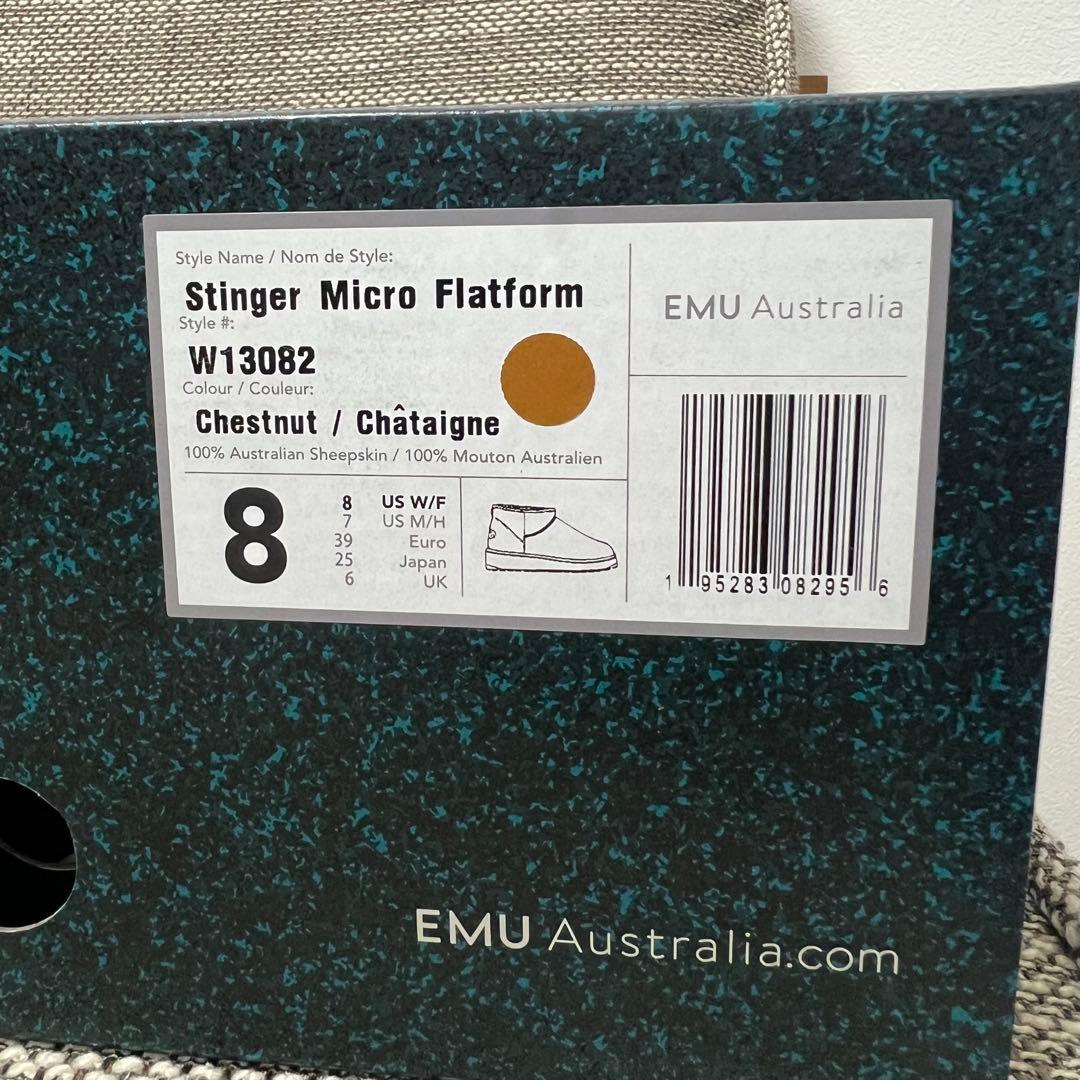 Style Name / Nom de Style:
Stinger Micro Flatform
Style #:
W13082
Colour / Couleur:
Chestnut / Châtaigne
100% Australian Sheepskin / 100% Mouton Australien
8
8 US W/F
7 US M/H
39 Euro
25 Japan
6 UK
EMU Australia
1 95283 08295 6
EMU Australia.com